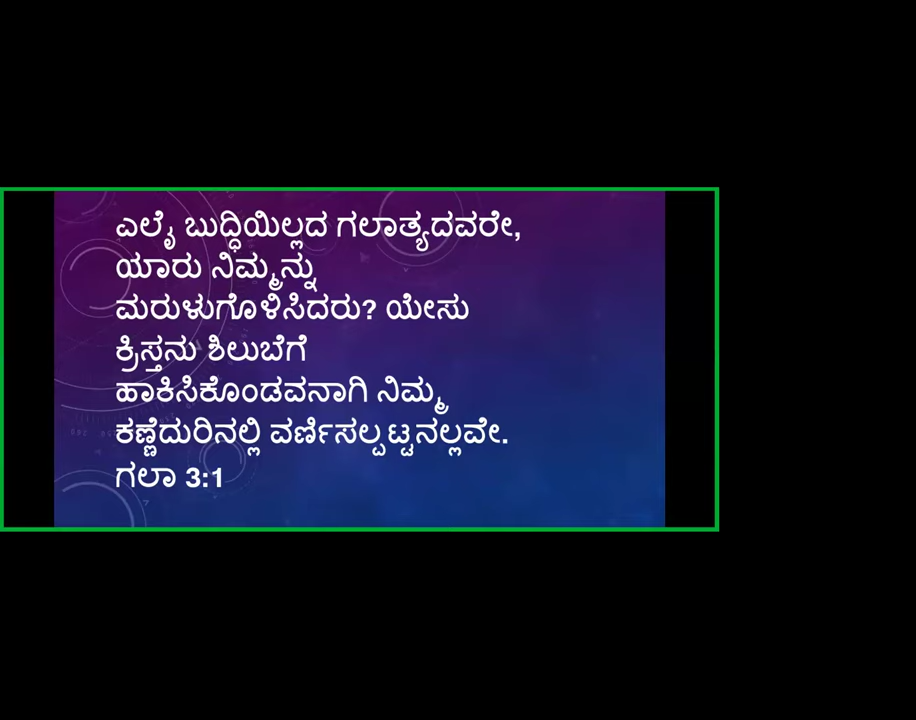 ಎಲೈ ಬುದ್ಧಿಯಿಲ್ಲದ ಗಲಾತ್ಯದವರೇ,
ಯಾರು ನಿಮ್ಮನ್ನು
ಮರುಳುಗೊಳಿಸಿದರು? ಯೇಸು
ಕ್ರಿಸ್ತನು ಶಿಲುಬೆಗೆ
ಹಾಕಿಸಿಕೊಂಡವನಾಗಿ ನಿಮ್ಮ
ಕಣ್ಣೆದುರಿನಲ್ಲಿ ವರ್ಣಿಸಲ್ಪಟ್ಟನಲ್ಲವೇ.
ಗಲಾ 3:1